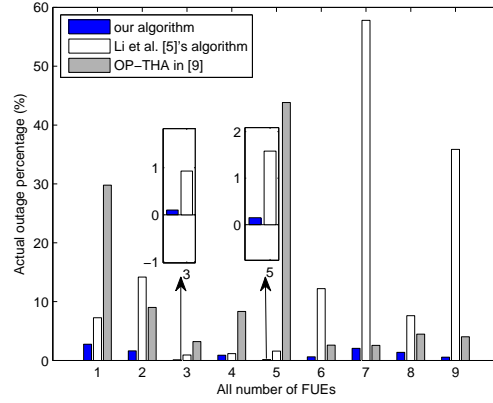 60
50
40
30
20
10
0
Actual outage percentage (%)
our algorithm
Li et al. [5]'s algorithm
OP−THA in [9]
1
0
−1
3
2
1
0
5
1 2 3 4 5 6 7 8 9
All number of FUEs